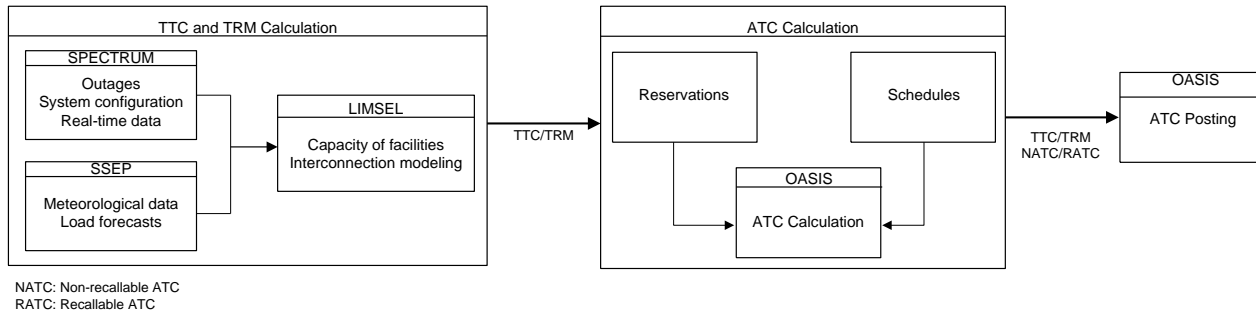 TTC and TRM Calculation
SPECTRUM
Outages
System configuration
Real-time data
SSEP
Meteorological data
Load forecasts
LIMSEL
Capacity of facilities
Interconnection modeling
TTC/TRM
ATC Calculation
Reservations
Schedules
OASIS
ATC Calculation
TTC/TRM
NATC/RATC
OASIS
ATC Posting
NATC: Non-recallable ATC
RATC: Recallable ATC